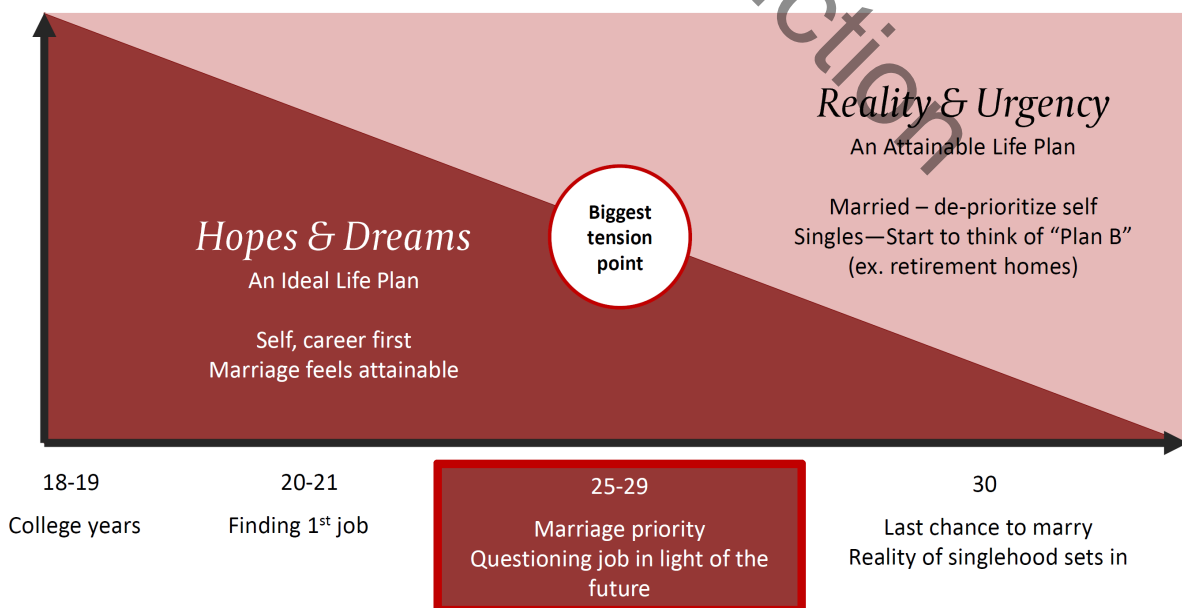 ction
Reality & Urgency
An Attainable Life Plan
Married – de-prioritize self
Singles—Start to think of “Plan B”
(ex. retirement homes)
Biggest
tension
point
Hopes & Dreams
An Ideal Life Plan
Self, career first
Marriage feels attainable
18-19
College years
20-21
Finding 1st job
25-29
Marriage priority
Questioning job in light of the
future
30
Last chance to marry
Reality of singlehood sets in